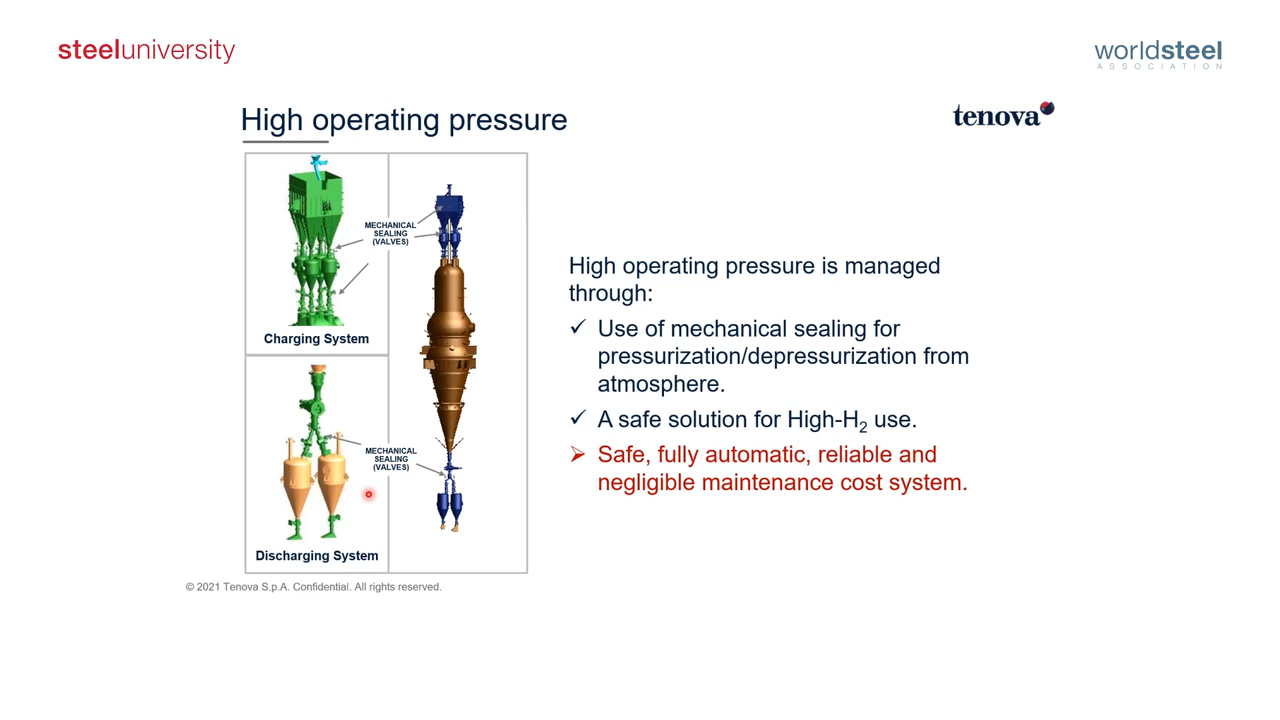 steeluniversity
worldsteel
ASSOCIATION
High operating pressure
tenova
MECHANICAL
SEALING
(VALVES)
Charging System
MECHANICAL
SEALING
(VALVES)
Discharging System
High operating pressure is managed
through:
✓ Use of mechanical sealing for
pressurization/depressurization from
atmosphere.
✓ A safe solution for High-H₂ use.
➢ Safe, fully automatic, reliable and
negligible maintenance cost system.
© 2021 Tenova S.p.A. Confidential. All rights reserved.